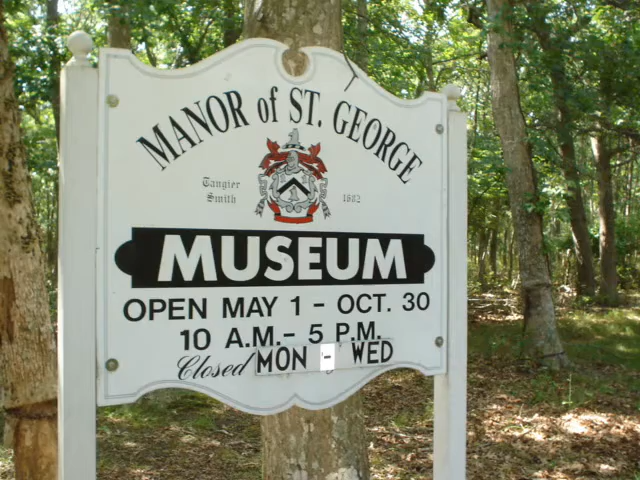 MANOR of ST. GEORGE
Tangier 1682
Smith
MUSEUM
OPEN MAY 1 - OCT. 30
10 A.M. - 5 P.M.
Closed MON - WED